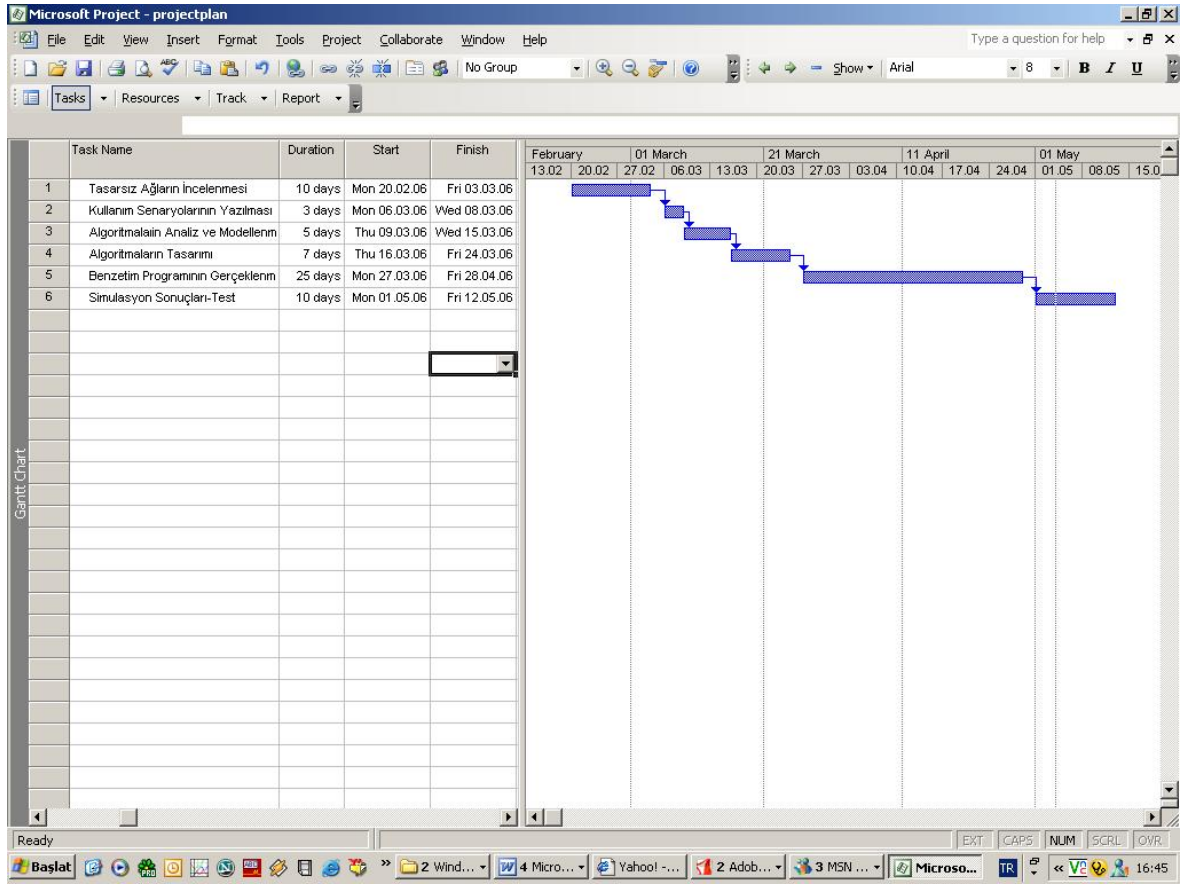 Microsoft Project - projectplan
File Edit View Insert Format Tools Project Collaborate Window Help Type a question for help
No Group Show Arial 8 B I U
Tasks Resources Track Report
Task Name Duration Start Finish
February 01 March 21 March 11 April 01 May
13.02 20.02 27.02 06.03 13.03 20.03 27.03 03.04 10.04 17.04 24.04 01.05 08.05 15.0
1 Tasarsız Ağların İncelenmesi 10 days Mon 20.02.06 Fri 03.03.06
2 Kullanım Senaryolarının Yazılması 3 days Mon 06.03.06 Wed 08.03.06
3 Algoritmalaiın Analiz ve Modellenm 5 days Thu 09.03.06 Wed 15.03.06
4 Algoritmaların Tasarımı 7 days Thu 16.03.06 Fri 24.03.06
5 Benzetim Programının Gerçeklenm 25 days Mon 27.03.06 Fri 28.04.06
6 Simulasyon Sonuçları-Test 10 days Mon 01.05.06 Fri 12.05.06
Gantt Chart
Ready EXT CAPS NUM SCRL OVR
Başlat 2 Wind... 4 Micro... Yahoo! -... 2 Adob... 3 MSN ... Microso... TR 16:45